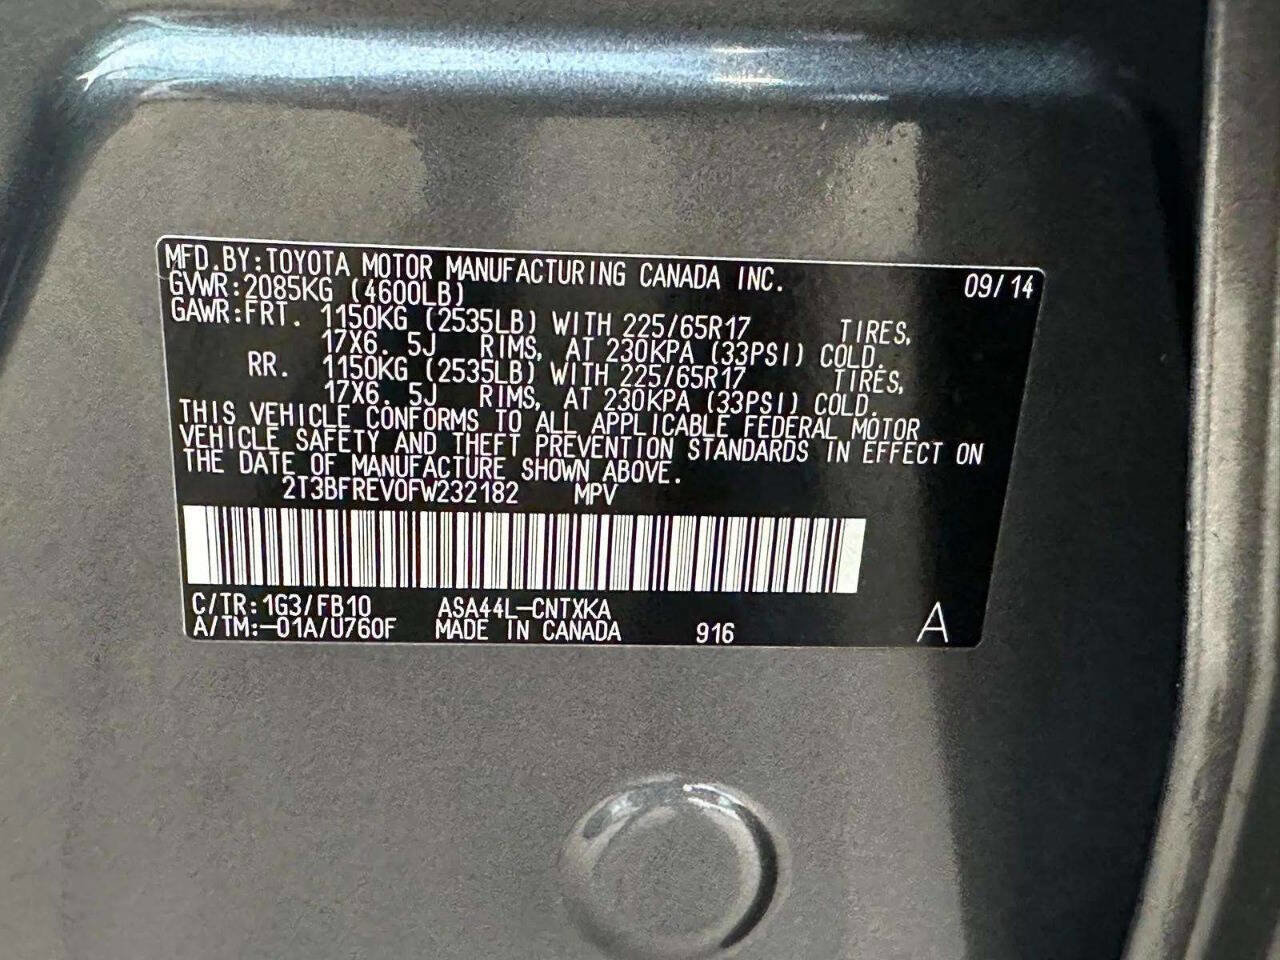 MFD.BY:TOYOTA MOTOR MANUFACTURING CANADA INC. 09/14
GVWR:2085KG (4600LB)
GAWR:FRT. 1150KG (2535LB) WITH 225/65R17 TIRES,
17X6.5J RIMS, AT 230KPA (33PSI) COLD.
RR. 1150KG (2535LB) WITH 225/65R17 TIRES,
17X6.5J RIMS, AT 230KPA (33PSI) COLD.
THIS VEHICLE CONFORMS TO ALL APPLICABLE FEDERAL MOTOR
VEHICLE SAFETY AND THEFT PREVENTION STANDARDS IN EFFECT ON
THE DATE OF MANUFACTURE SHOWN ABOVE.
2T3BFREV0FW232182 MPV
C/TR:1G3/FB10 ASA44L-CNTXKA
A/TM:-01A/U760F MADE IN CANADA 916 A